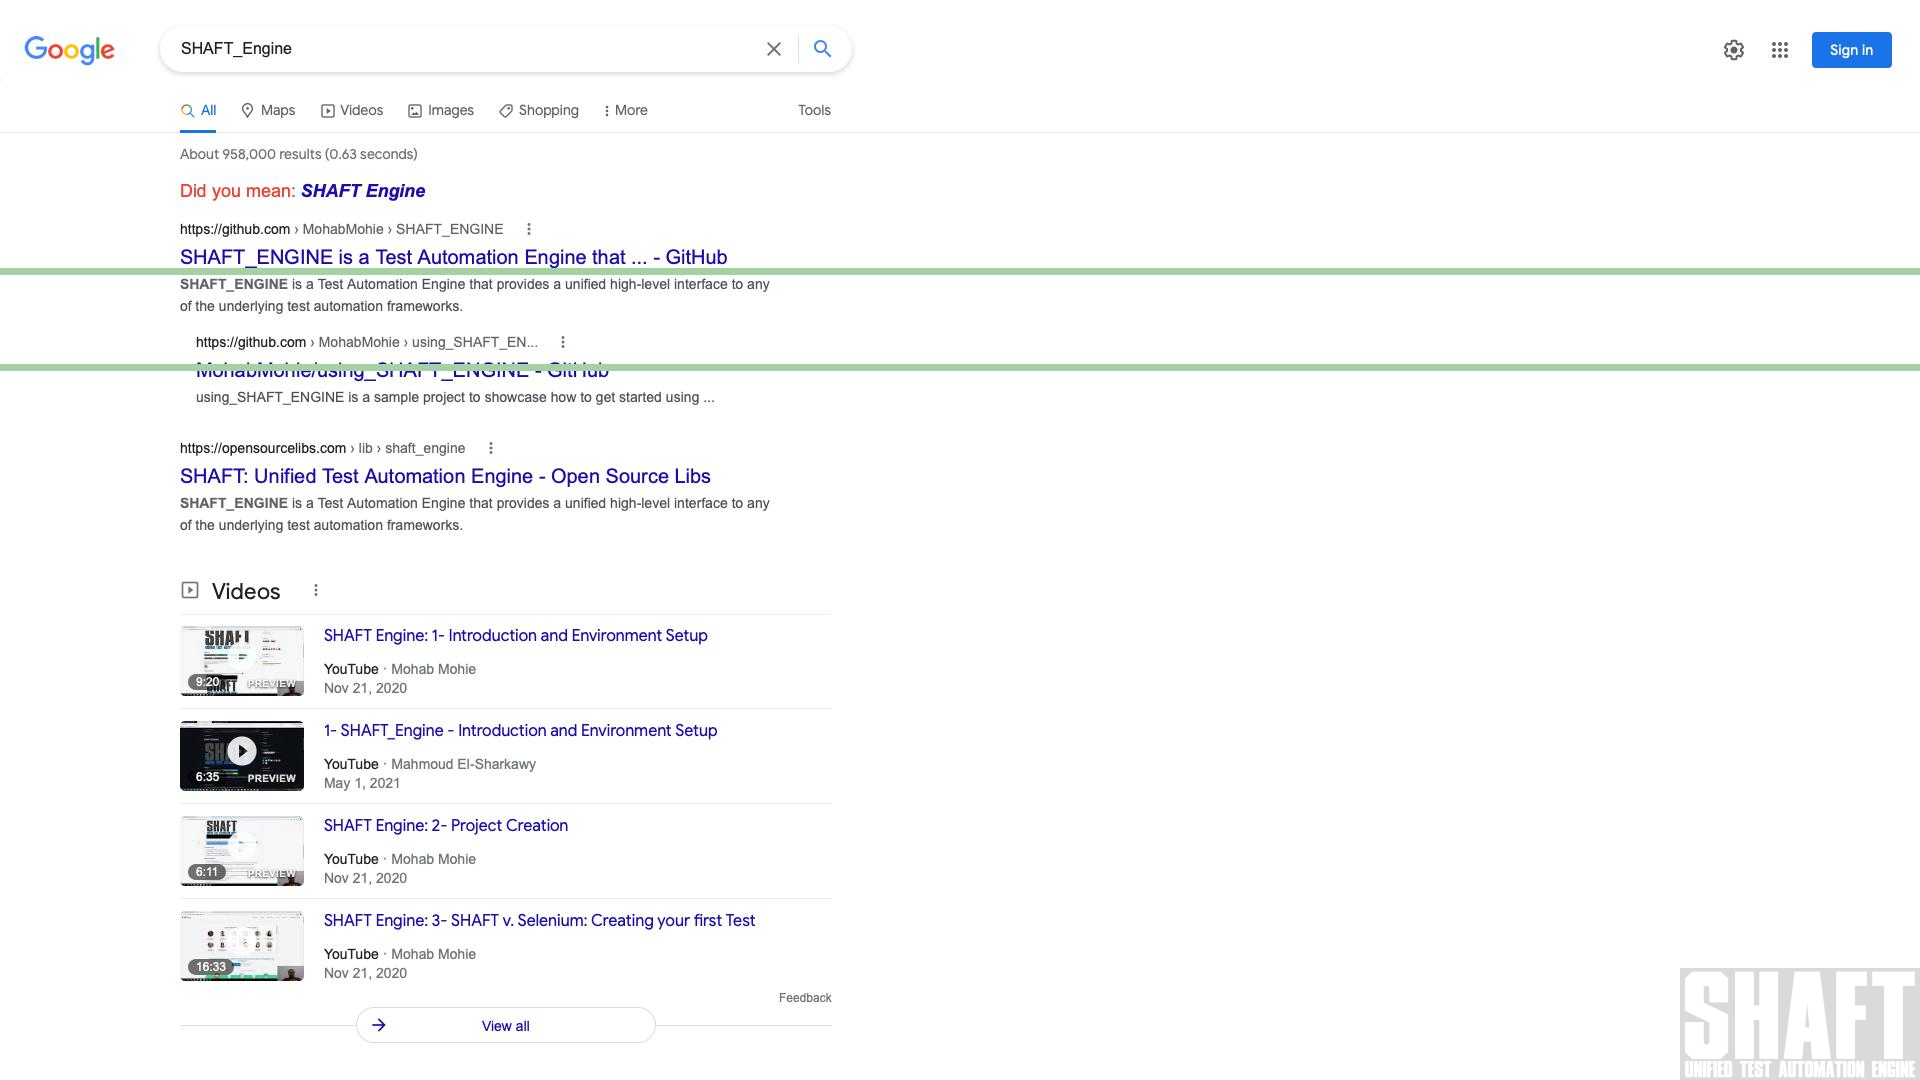 Google
SHAFT_Engine
Sign in
All Maps Videos Images Shopping More Tools
About 958,000 results (0.63 seconds)
Did you mean: SHAFT Engine
https://github.com › MohabMohie › SHAFT_ENGINE
SHAFT_ENGINE is a Test Automation Engine that ... - GitHub
SHAFT_ENGINE is a Test Automation Engine that provides a unified high-level interface to any
of the underlying test automation frameworks.
https://github.com › MohabMohie › using_SHAFT_EN...
MohabMohie/using_SHAFT_ENGINE - GitHub
using_SHAFT_ENGINE is a sample project to showcase how to get started using ...
https://opensourcelibs.com › lib › shaft_engine
SHAFT: Unified Test Automation Engine - Open Source Libs
SHAFT_ENGINE is a Test Automation Engine that provides a unified high-level interface to any
of the underlying test automation frameworks.
Videos
SHAFT
9:20
PREVIEW
SHAFT Engine: 1- Introduction and Environment Setup
YouTube · Mohab Mohie
Nov 21, 2020
6:35
PREVIEW
1- SHAFT_Engine - Introduction and Environment Setup
YouTube · Mahmoud El-Sharkawy
May 1, 2021
SHAFT
6:11
PREVIEW
SHAFT Engine: 2- Project Creation
YouTube · Mohab Mohie
Nov 21, 2020
16:33
SHAFT Engine: 3- SHAFT v. Selenium: Creating your first Test
YouTube · Mohab Mohie
Nov 21, 2020
Feedback
View all
SHAFT
UNIFIED TEST AUTOMATION ENGINE